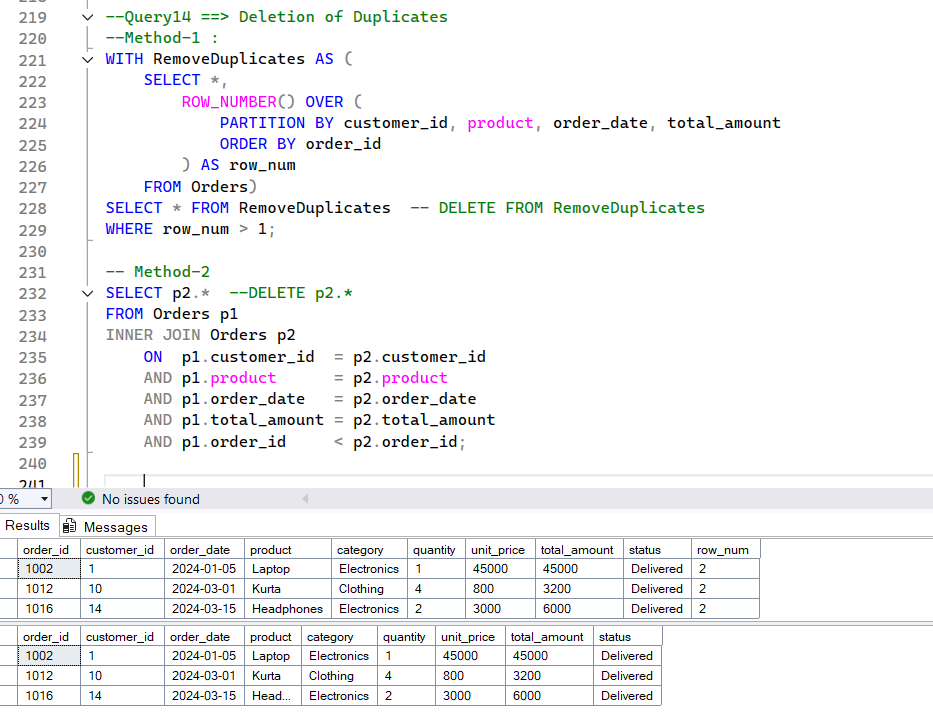 219 --Query14 ==> Deletion of Duplicates
220 --Method-1 :
221 WITH RemoveDuplicates AS (
222 SELECT *,
223 ROW_NUMBER() OVER (
224 PARTITION BY customer_id, product, order_date, total_amount
225 ORDER BY order_id
226 ) AS row_num
227 FROM Orders)
228 SELECT * FROM RemoveDuplicates -- DELETE FROM RemoveDuplicates
229 WHERE row_num > 1;
230
231 -- Method-2
232 SELECT p2.* --DELETE p2.*
233 FROM Orders p1
234 INNER JOIN Orders p2
235 ON p1.customer_id = p2.customer_id
236 AND p1.product = p2.product
237 AND p1.order_date = p2.order_date
238 AND p1.total_amount = p2.total_amount
239 AND p1.order_id < p2.order_id;
240
241
0 % No issues found
Results Messages
order_id customer_id order_date product category quantity unit_price total_amount status row_num
1002 1 2024-01-05 Laptop Electronics 1 45000 45000 Delivered 2
1012 10 2024-03-01 Kurta Clothing 4 800 3200 Delivered 2
1016 14 2024-03-15 Headphones Electronics 2 3000 6000 Delivered 2
order_id customer_id order_date product category quantity unit_price total_amount status
1002 1 2024-01-05 Laptop Electronics 1 45000 45000 Delivered
1012 10 2024-03-01 Kurta Clothing 4 800 3200 Delivered
1016 14 2024-03-15 Head... Electronics 2 3000 6000 Delivered